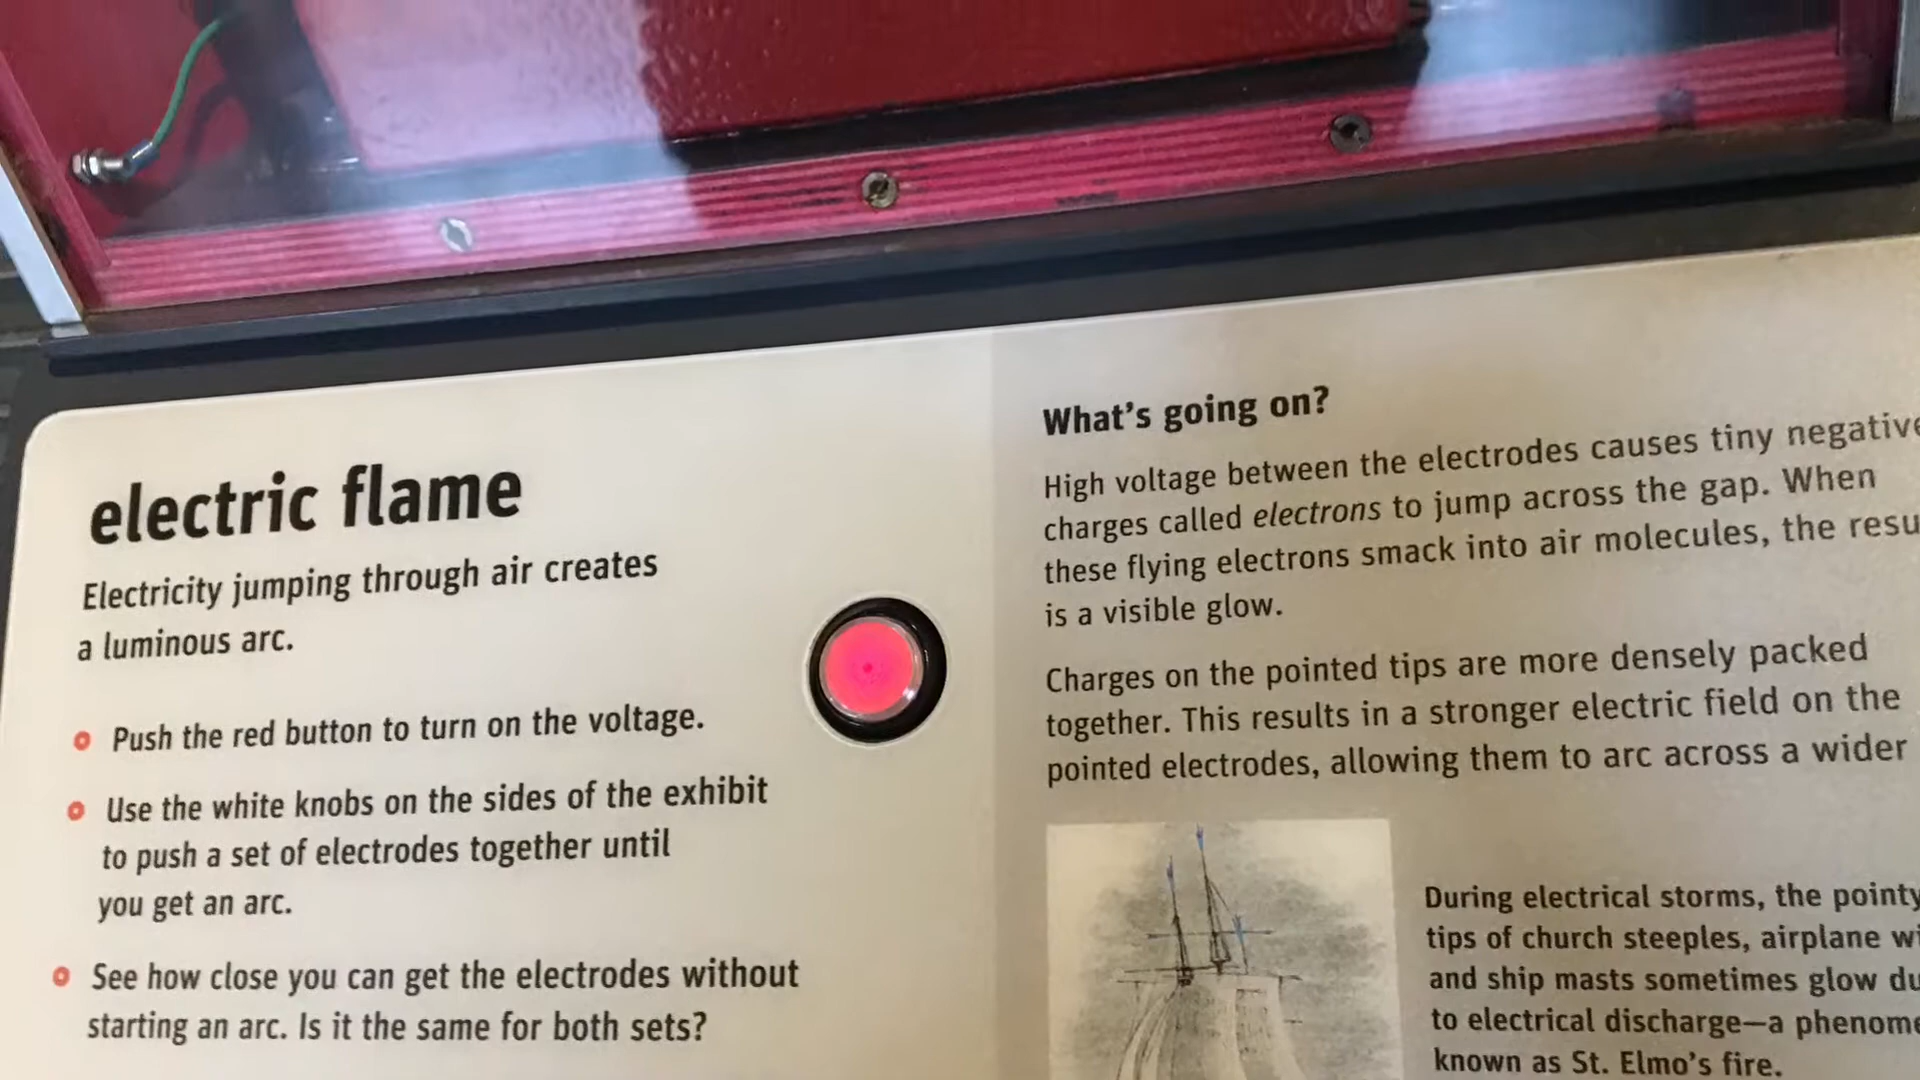 electric flame
Electricity jumping through air creates
a luminous arc.
Push the red button to turn on the voltage.
Use the white knobs on the sides of the exhibit
to push a set of electrodes together until
you get an arc.
See how close you can get the electrodes without
starting an arc. Is it the same for both sets?
What's going on?
High voltage between the electrodes causes tiny negative
charges called electrons to jump across the gap. When
these flying electrons smack into air molecules, the resu
is a visible glow.
Charges on the pointed tips are more densely packed
together. This results in a stronger electric field on the
pointed electrodes, allowing them to arc across a wider
During electrical storms, the pointy
tips of church steeples, airplane wi
and ship masts sometimes glow du
to electrical discharge—a phenome
known as St. Elmo's fire.